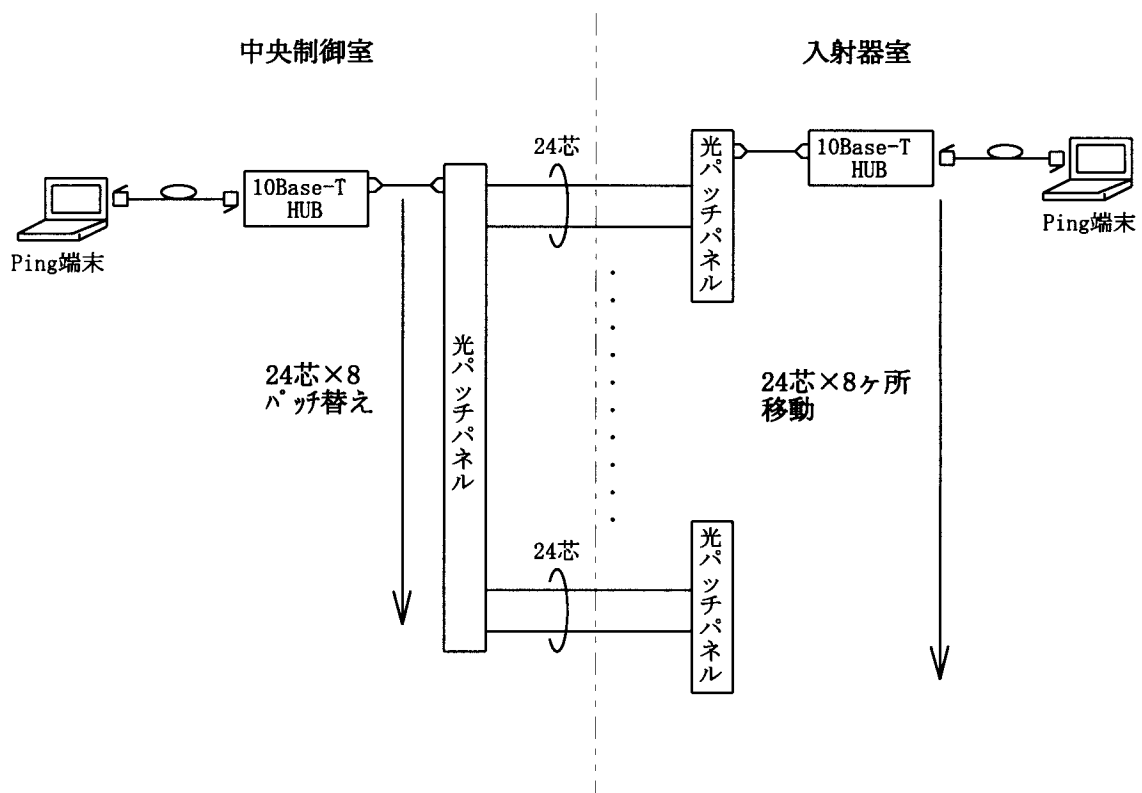 中央制御室
入射器室
24芯
10Base-T
HUB
Ping端末
光パッチパネル
光パッチパネル
10Base-T
HUB
Ping端末
24芯×8
パッチ替え
24芯×8ヶ所
移動
24芯
光パッチパネル